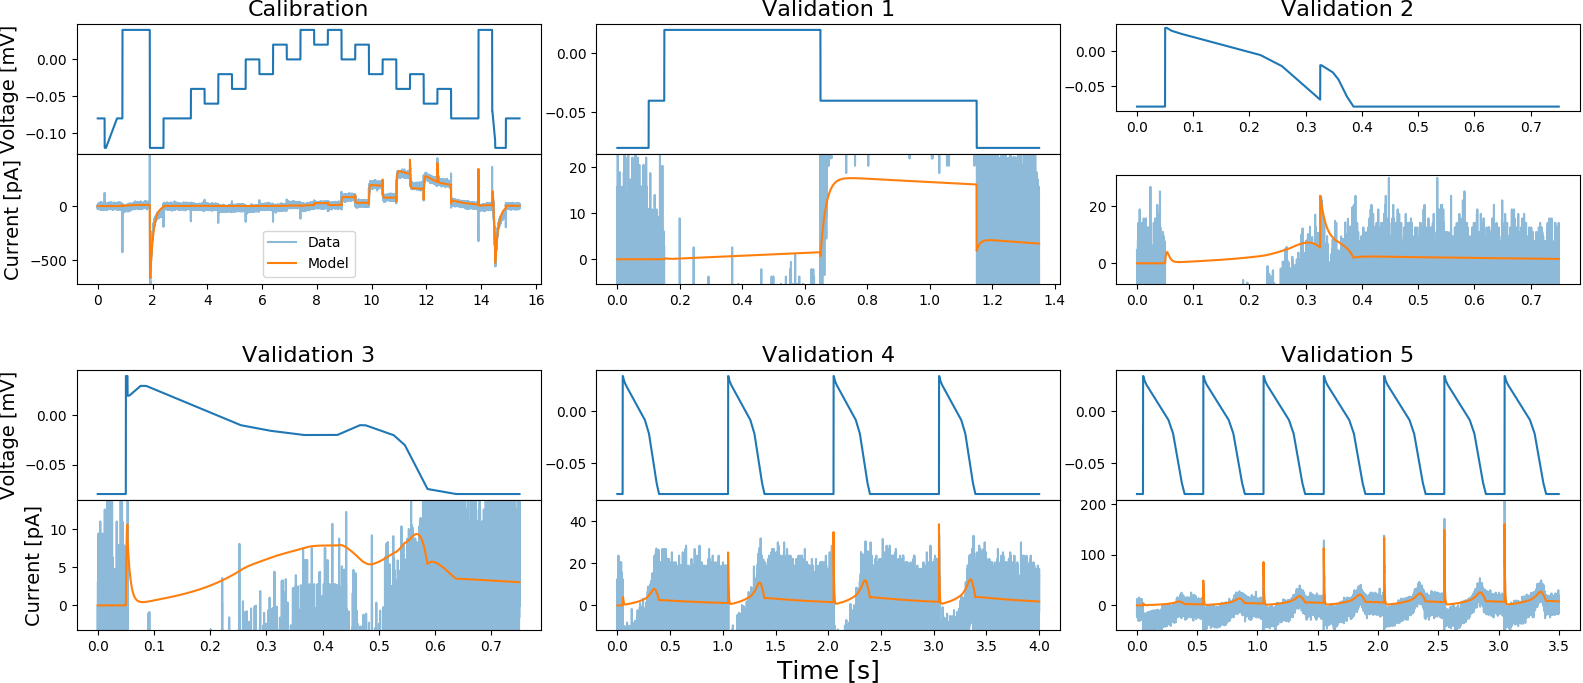 Calibration
Validation 1
Validation 2
Voltage [mV]
0.00
−0.05
−0.10
0.00
−0.05
0.00
−0.05
0.0 0.1 0.2 0.3 0.4 0.5 0.6 0.7
Current [pA]
0
−500
Data
Model
0 2 4 6 8 10 12 14 16
20
10
0
0.0 0.2 0.4 0.6 0.8 1.0 1.2 1.4
20
0
0.0 0.1 0.2 0.3 0.4 0.5 0.6 0.7
Validation 3
Validation 4
Validation 5
Voltage [mV]
0.00
−0.05
0.00
−0.05
0.00
−0.05
Current [pA]
10
5
0
0.0 0.1 0.2 0.3 0.4 0.5 0.6 0.7
40
20
0
0.0 0.5 1.0 1.5 2.0 2.5 3.0 3.5 4.0
200
100
0
0.0 0.5 1.0 1.5 2.0 2.5 3.0 3.5
Time [s]